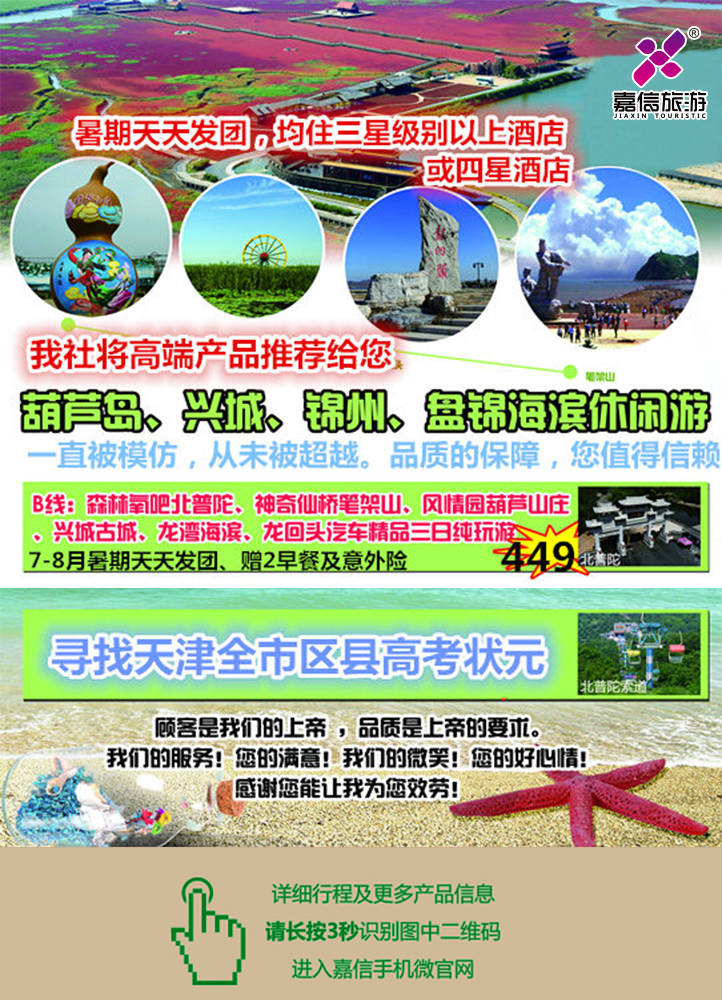 嘉信旅游®
JIAXIN TOURISTIC
暑期天天发团，均住三星级别以上酒店
或四星酒店
我社将高端产品推荐给您
笔架山
葫芦岛、兴城、锦州、盘锦海滨休闲游
一直被模仿，从未被超越。品质的保障，您值得信赖
B线：森林氧吧北普陀、神奇仙桥笔架山、风情园葫芦山庄
、兴城古城、龙湾海滨、龙回头汽车精品三日纯玩游
7-8月暑期天天发团、赠2早餐及意外险
449
北普陀
寻找天津全市区县高考状元
北普陀索道
顾客是我们的上帝 ，品质是上帝的要求。
我们的服务！您的满意！我们的微笑！您的好心情！
感谢您能让我为您效劳！
详细行程及更多产品信息
请长按3秒识别图中二维码
进入嘉信手机微官网